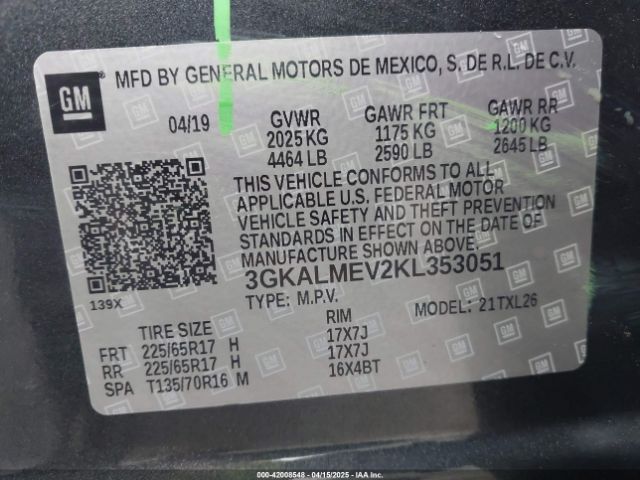 GM
MFD BY GENERAL MOTORS DE MEXICO, S. DE R.L. DE C.V.
04/19 GVWR GAWR FRT GAWR RR
2025 KG 1175 KG 1200 KG
4464 LB 2590 LB 2645 LB
THIS VEHICLE CONFORMS TO ALL
APPLICABLE U.S. FEDERAL MOTOR
VEHICLE SAFETY AND THEFT PREVENTION
STANDARDS IN EFFECT ON THE DATE OF
MANUFACTURE SHOWN ABOVE.
3GKALMEV2KL353051
139X TYPE: M.P.V. MODEL: 21TXL26
TIRE SIZE RIM
FRT 225/65R17 H 17X7J
RR 225/65R17 H 17X7J
SPA T135/70R16 M 16X4BT
IAA-42008548 - 04/15/2025 - IAAI.COM